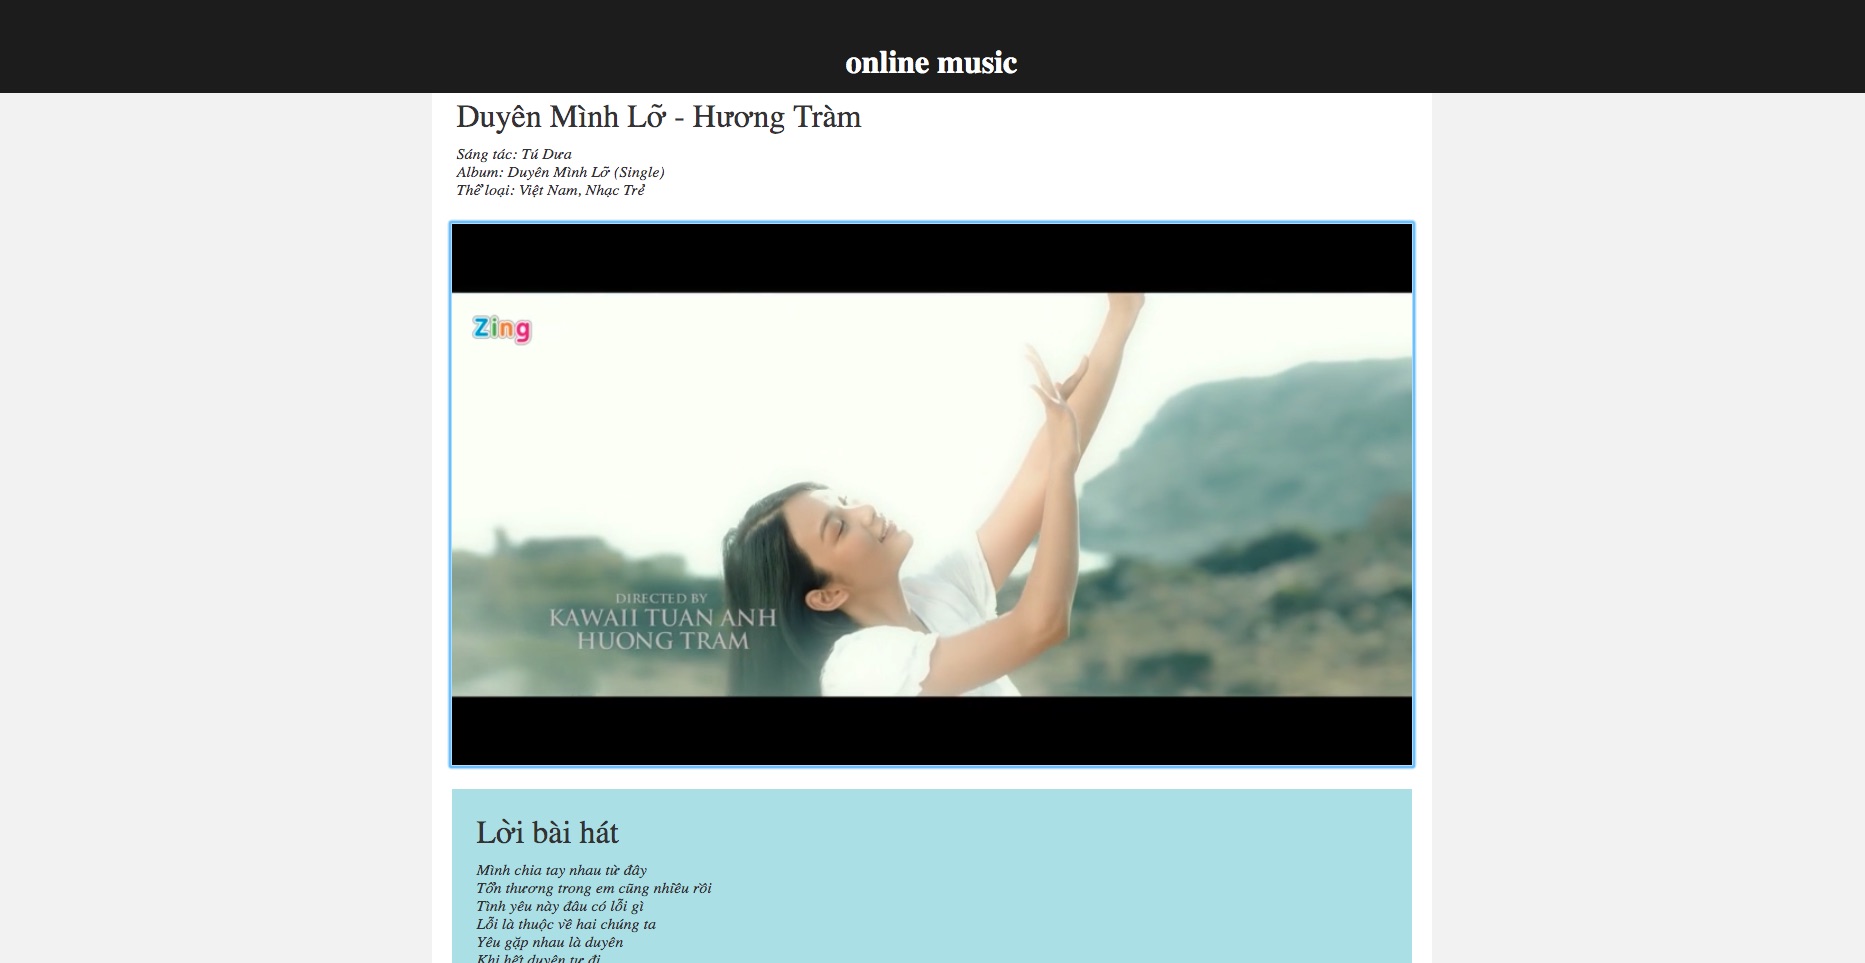 online music
Duyên Mình Lỡ - Hương Tràm
Sáng tác: Tú Dưa
Album: Duyên Mình Lỡ (Single)
Thể loại: Việt Nam, Nhạc Trẻ
Zing
DIRECTED BY
KAWAII TUAN ANH
HUONG TRAM
Lời bài hát
Mình chia tay nhau từ đây
Tổn thương trong em cũng nhiều rồi
Tình yêu này đâu có lỗi gì
Lỗi là thuộc về hai chúng ta
Yêu gặp nhau là duyên
Khi hết duyên tự đi